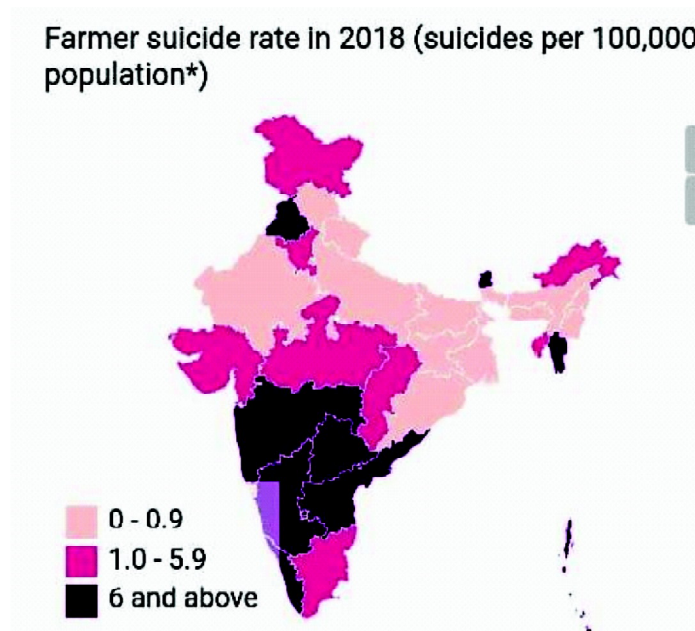 Farmer suicide rate in 2018 (suicides per 100,000
population*)
0 - 0.9
1.0 - 5.9
6 and above